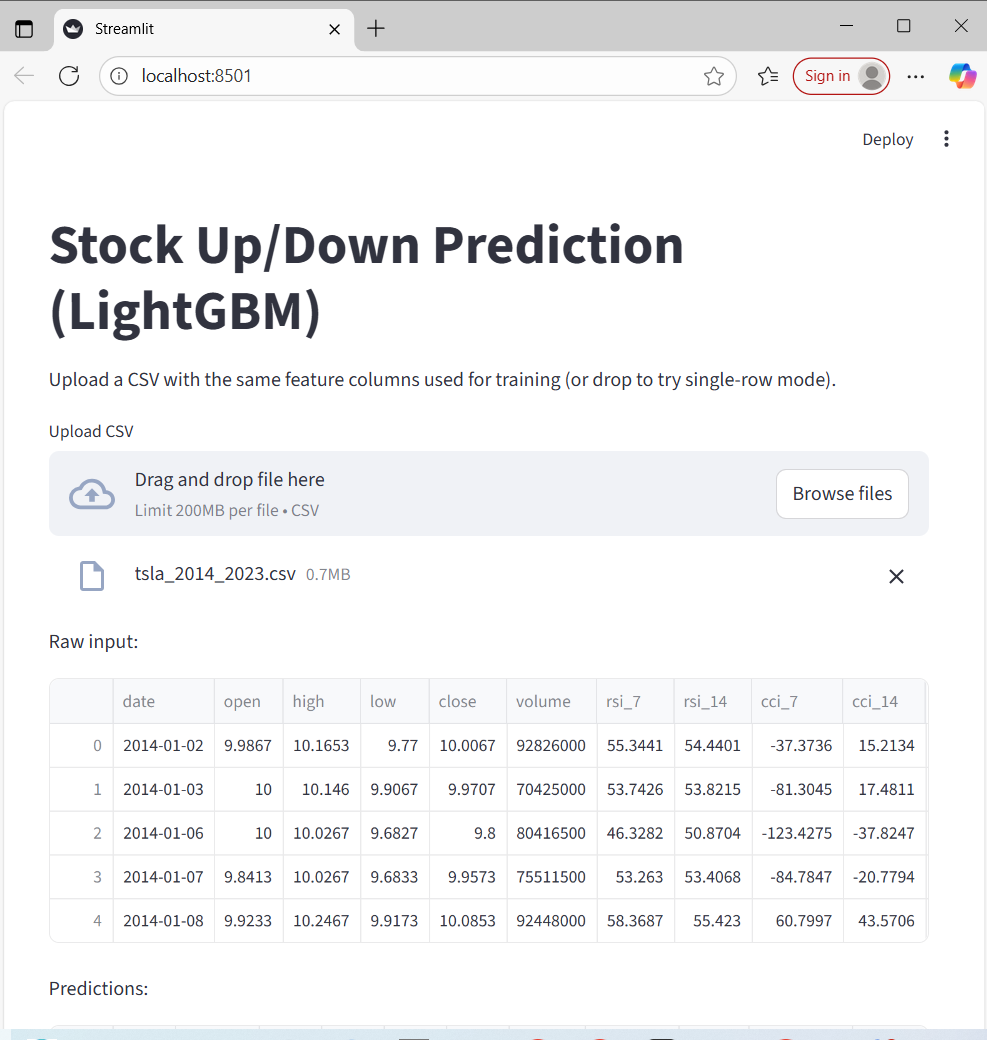 Streamlit
localhost:8501
Sign in
Deploy
Stock Up/Down Prediction
(LightGBM)
Upload a CSV with the same feature columns used for training (or drop to try single-row mode).
Upload CSV
Drag and drop file here
Limit 200MB per file • CSV
Browse files
tsla_2014_2023.csv 0.7MB
Raw input:
date open high low close volume rsi_7 rsi_14 cci_7 cci_14
0 2014-01-02 9.9867 10.1653 9.77 10.0067 92826000 55.3441 54.4401 -37.3736 15.2134
1 2014-01-03 10 10.146 9.9067 9.9707 70425000 53.7426 53.8215 -81.3045 17.4811
2 2014-01-06 10 10.0267 9.6827 9.8 80416500 46.3282 50.8704 -123.4275 -37.8247
3 2014-01-07 9.8413 10.0267 9.6833 9.9573 75511500 53.263 53.4068 -84.7847 -20.7794
4 2014-01-08 9.9233 10.2467 9.9173 10.0853 92448000 58.3687 55.423 60.7997 43.5706
Predictions: